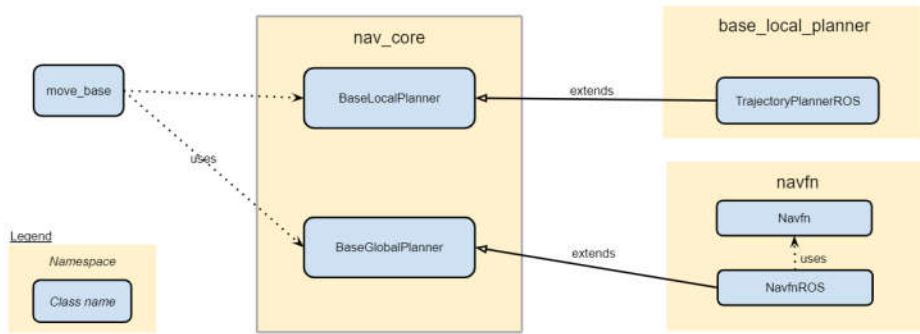 nav_core
base_local_planner
move_base
BaseLocalPlanner
extends
TrajectoryPlannerROS
uses
navfn
Navfn
uses
BaseGlobalPlanner
extends
NavfnROS
Legend
Namespace
Class name